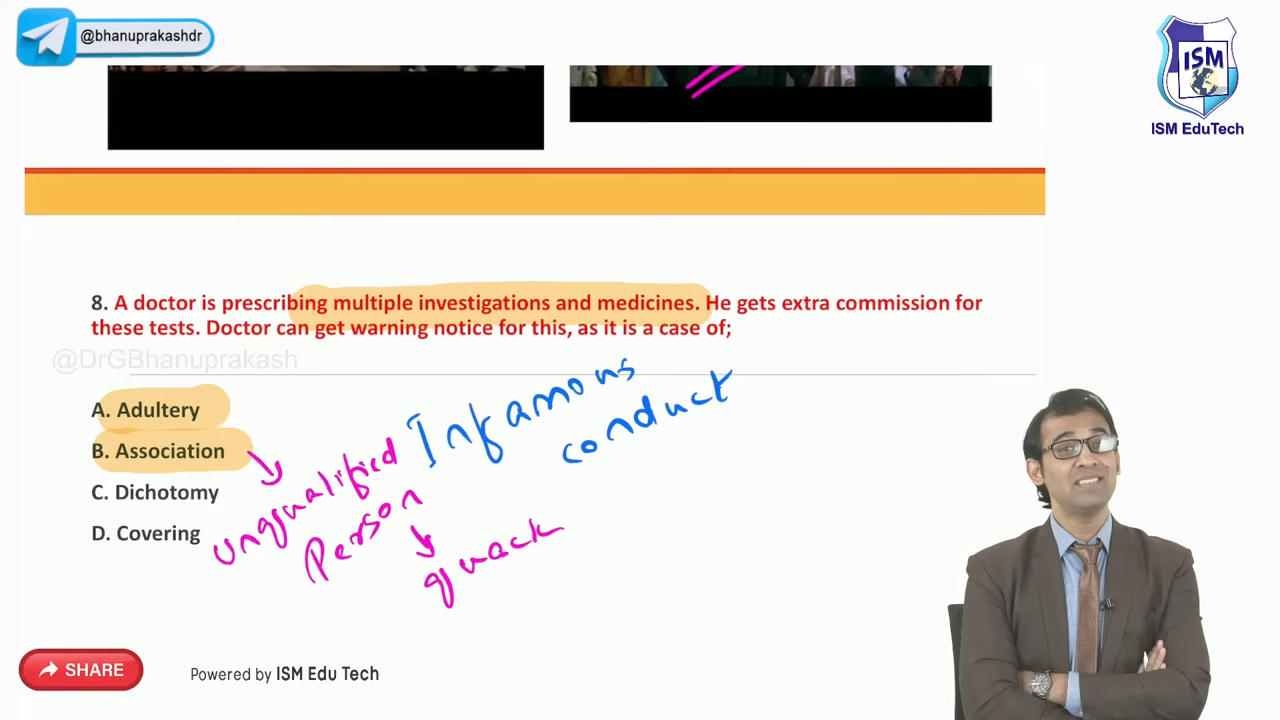 @bhanuprakashdr
ISM
ISM EduTech
8. A doctor is prescribing multiple investigations and medicines. He gets extra commission for
these tests. Doctor can get warning notice for this, as it is a case of;
@DrGBhanuprakash
A. Adultery
B. Association
C. Dichotomy
D. Covering
Infamous
conduct
unqualified
Person
quack
SHARE
Powered by ISM Edu Tech